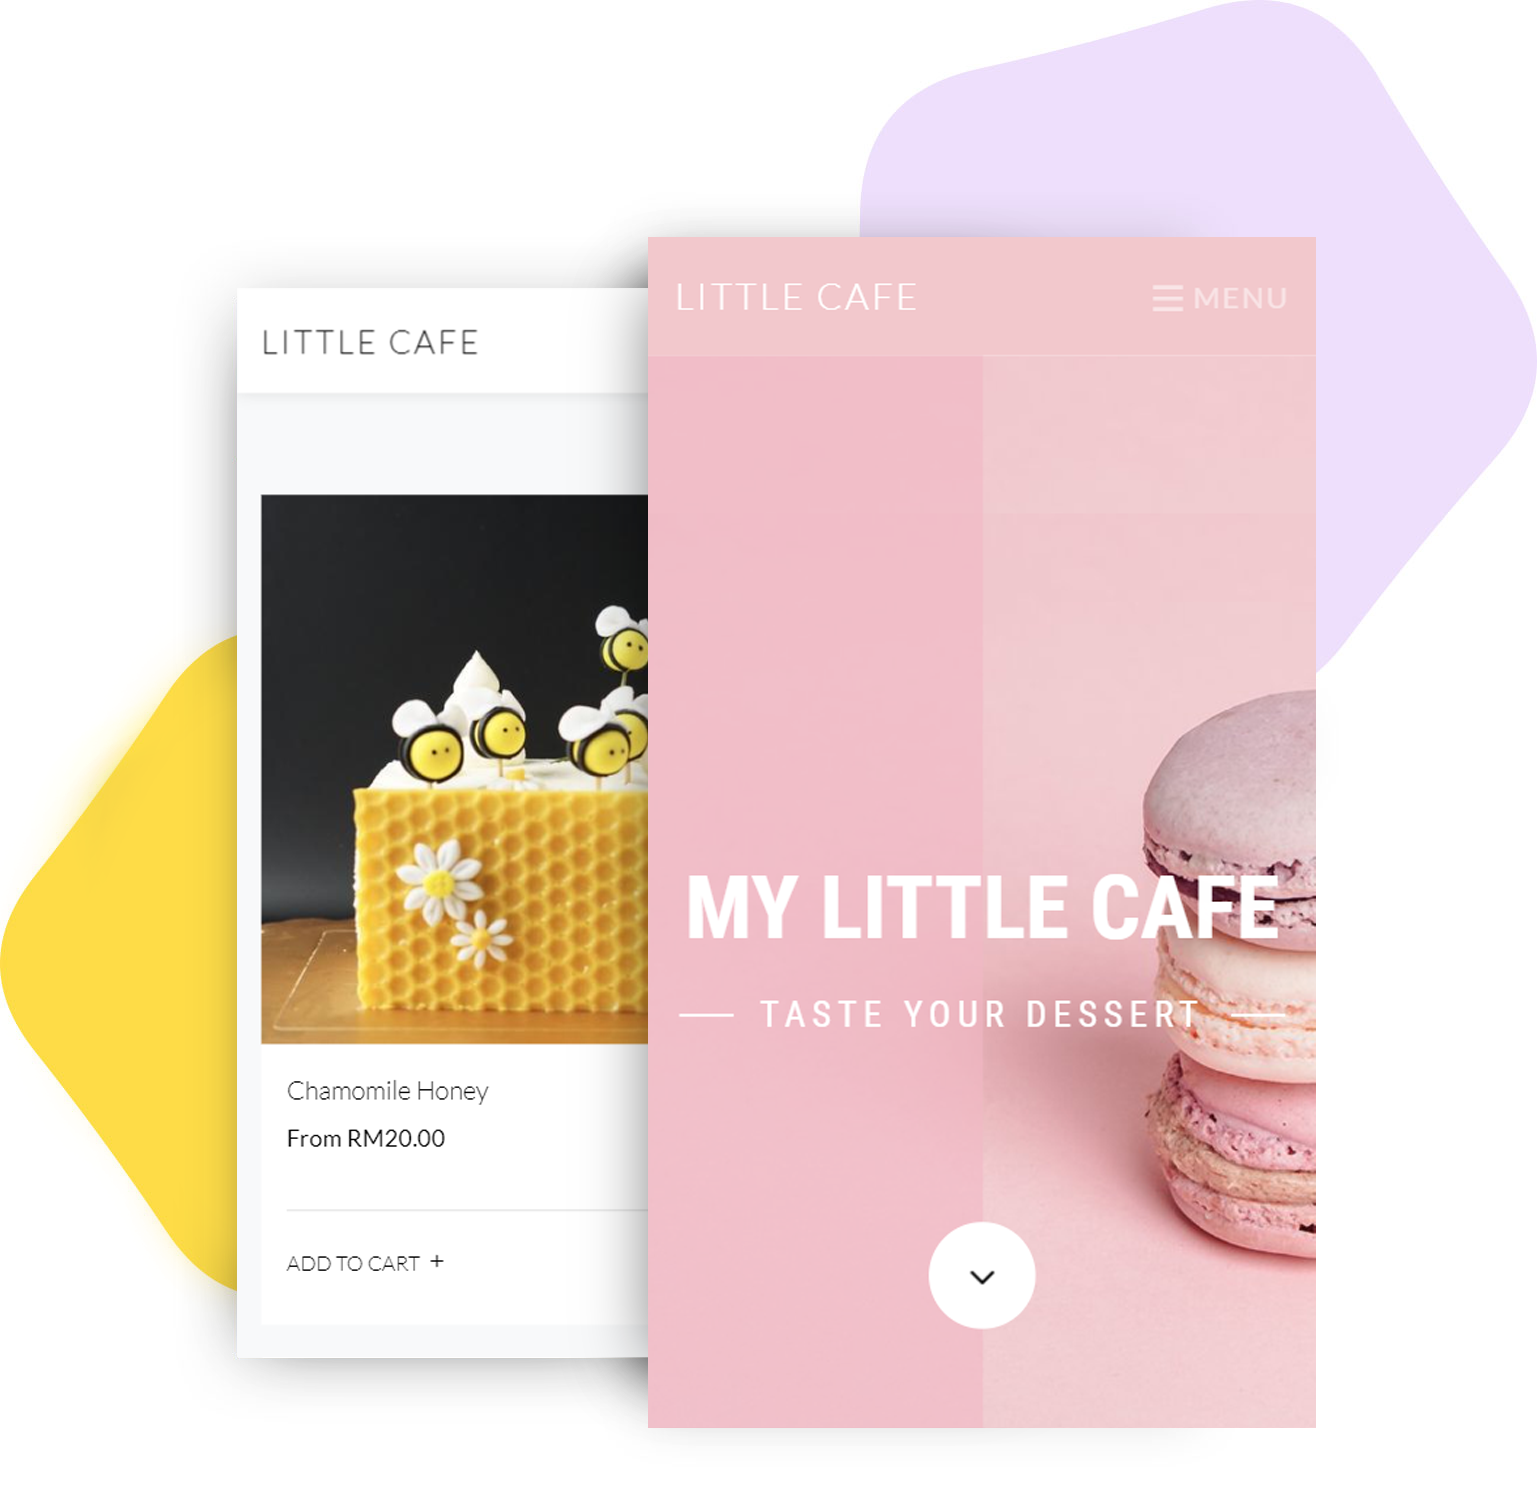 LITTLE CAFE
Chamomile Honey
From RM20.00
ADD TO CART +
LITTLE CAFE
MENU
MY LITTLE CAFE
TASTE YOUR DESSERT